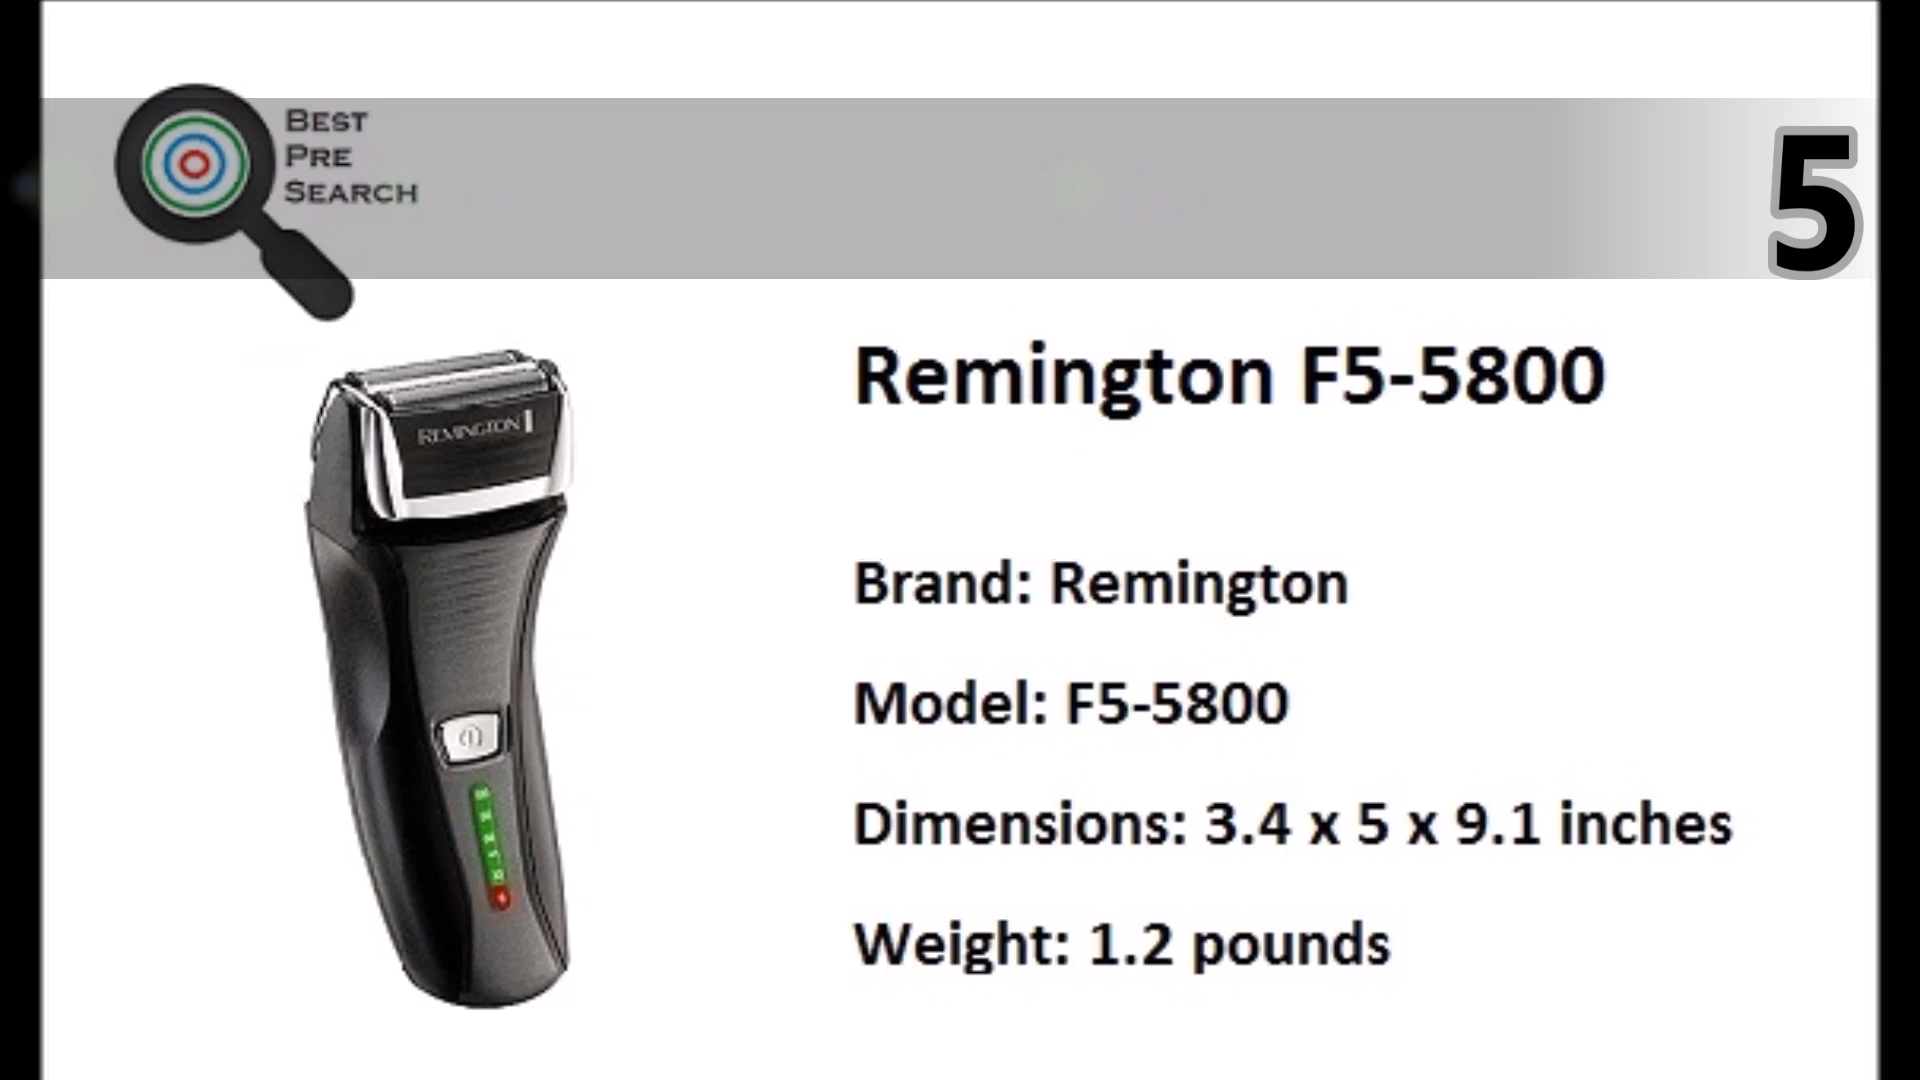 BEST
PRE
SEARCH
5
REMINGTON
Remington F5-5800
Brand: Remington
Model: F5-5800
Dimensions: 3.4 x 5 x 9.1 inches
Weight: 1.2 pounds